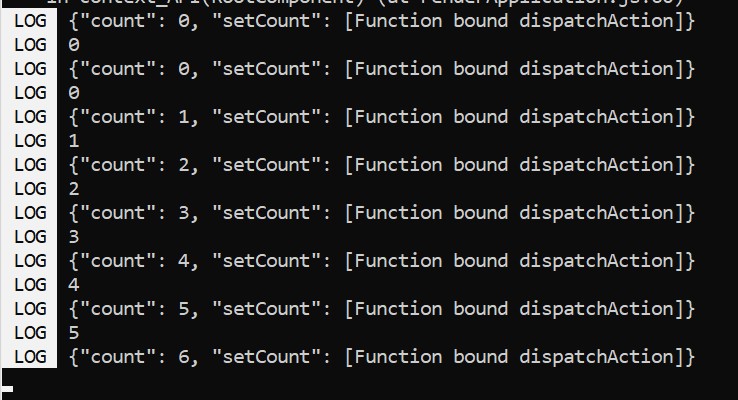 in context_API(RootComponent) (at renderApplication.js:60)
LOG {"count": 0, "setCount": [Function bound dispatchAction]}
LOG 0
LOG {"count": 0, "setCount": [Function bound dispatchAction]}
LOG 0
LOG {"count": 1, "setCount": [Function bound dispatchAction]}
LOG 1
LOG {"count": 2, "setCount": [Function bound dispatchAction]}
LOG 2
LOG {"count": 3, "setCount": [Function bound dispatchAction]}
LOG 3
LOG {"count": 4, "setCount": [Function bound dispatchAction]}
LOG 4
LOG {"count": 5, "setCount": [Function bound dispatchAction]}
LOG 5
LOG {"count": 6, "setCount": [Function bound dispatchAction]}